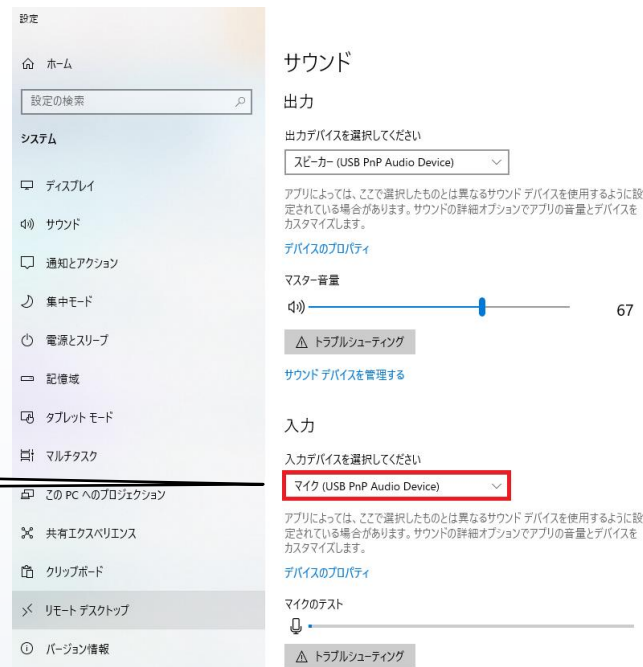 設定
ホーム
設定の検索
システム
ディスプレイ
サウンド
通知とアクション
集中モード
電源とスリープ
記憶域
タブレット モード
マルチタスク
この PC へのプロジェクション
共有エクスペリエンス
クリップボード
リモート デスクトップ
バージョン情報
サウンド
出力
出力デバイスを選択してください
スピーカー (USB PnP Audio Device)
アプリによっては、ここで選択したものとは異なるサウンド デバイスを使用するように設
定されている場合があります。サウンドの詳細オプションでアプリの音量とデバイスを
カスタマイズします。
デバイスのプロパティ
マスター音量
67
トラブルシューティング
サウンド デバイスを管理する
入力
入力デバイスを選択してください
マイク (USB PnP Audio Device)
アプリによっては、ここで選択したものとは異なるサウンド デバイスを使用するように設
定されている場合があります。サウンドの詳細オプションでアプリの音量とデバイスを
カスタマイズします。
デバイスのプロパティ
マイクのテスト
トラブルシューティング